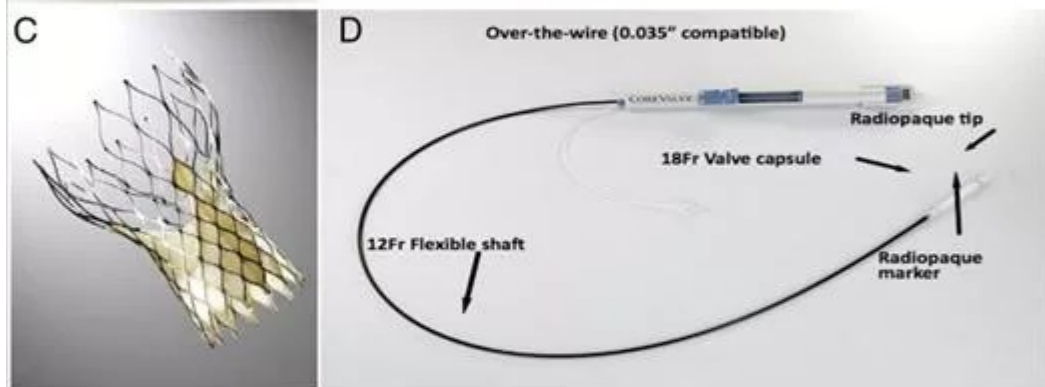 C
D
Over-the-wire (0.035" compatible)
COREVALVE
Radiopaque tip
18Fr Valve capsule
12Fr Flexible shaft
Radiopaque
marker